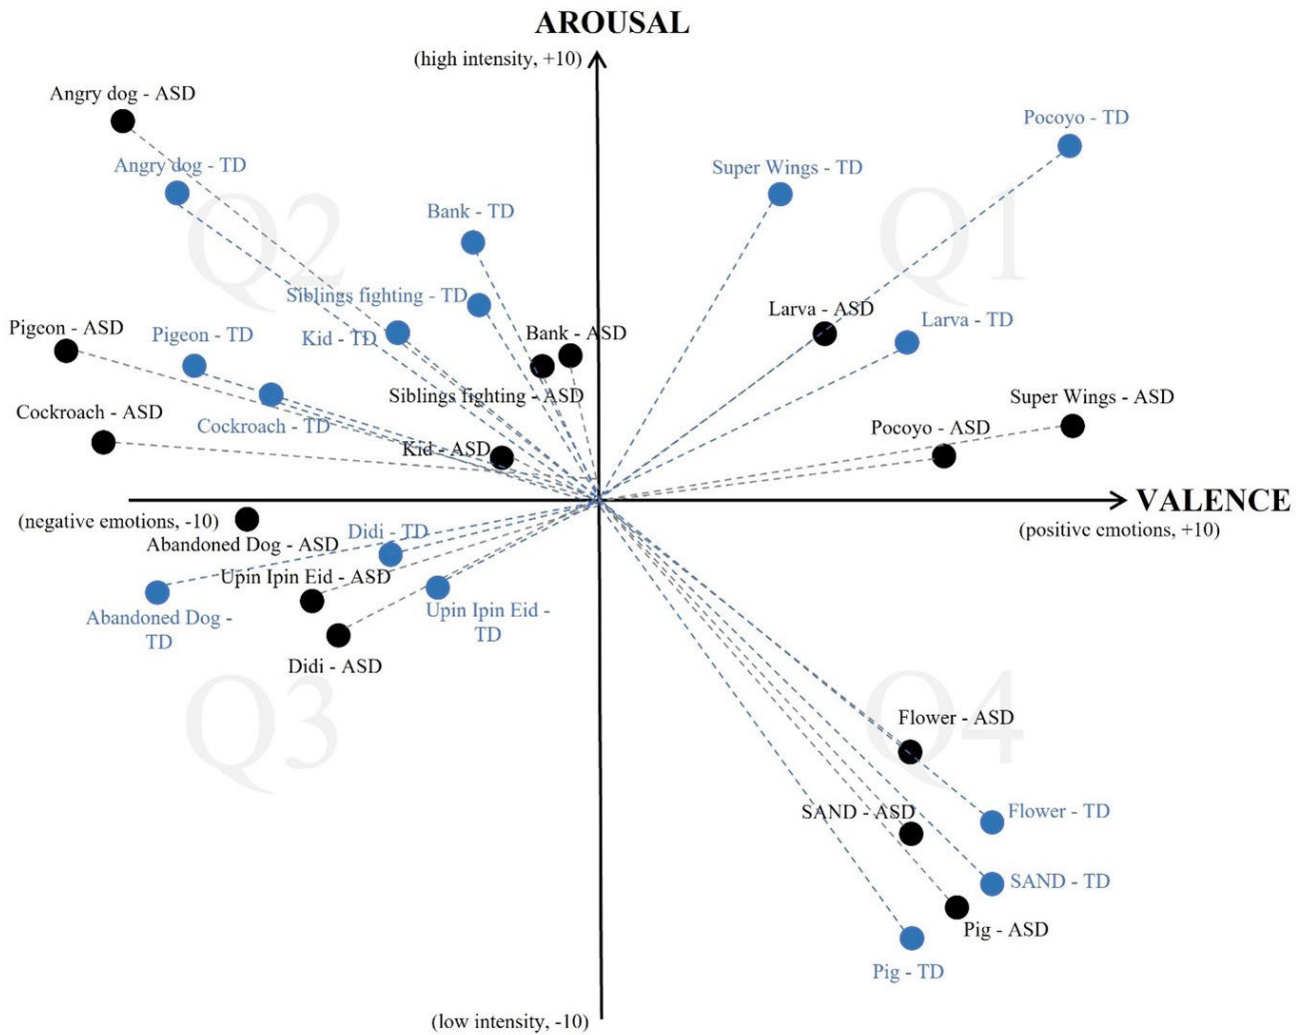 AROUSAL
(high intensity, +10)
Angry dog - ASD
Pocoyo - TD
Angry dog - TD
Super Wings - TD
Q2
Q1
Bank - TD
Siblings fighting - TD
Larva - ASD
Larva - TD
Pigeon - ASD
Pigeon - TD
Kid - TD
Bank - ASD
Siblings fighting - ASD
Super Wings - ASD
Cockroach - ASD
Cockroach - TD
Pocoyo - ASD
Kid - ASD
VALENCE
(negative emotions, -10)
(positive emotions, +10)
Didi - TD
Abandoned Dog - ASD
Upin Ipin Eid - ASD
Abandoned Dog -
TD
Upin Ipin Eid -
TD
Didi - ASD
Q3
Q4
Flower - ASD
SAND - ASD
Flower - TD
SAND - TD
Pig - ASD
Pig - TD
(low intensity, -10)